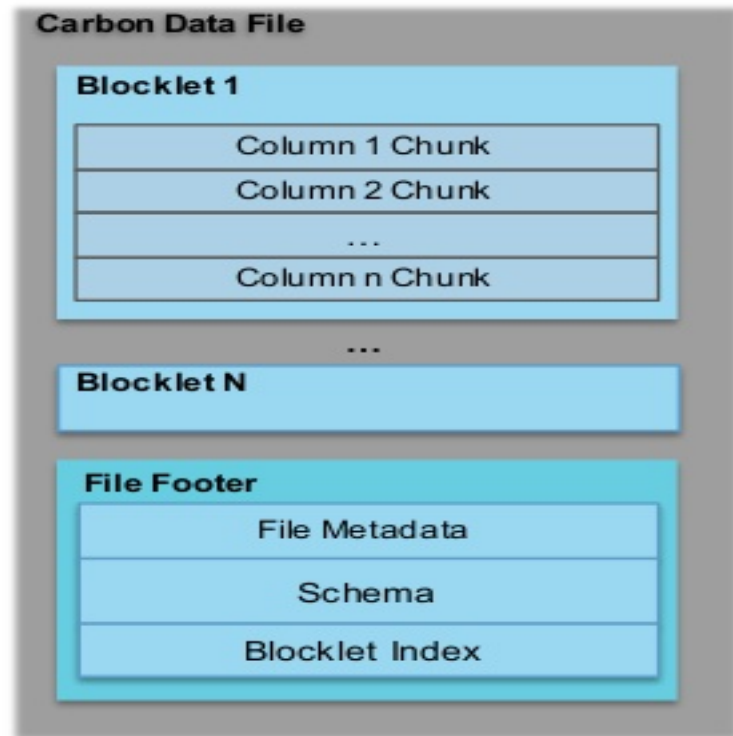 Carbon Data File
Blocklet 1
Column 1 Chunk
Column 2 Chunk
...
Column n Chunk
...
Blocklet N
File Footer
File Metadata
Schema
Blocklet Index